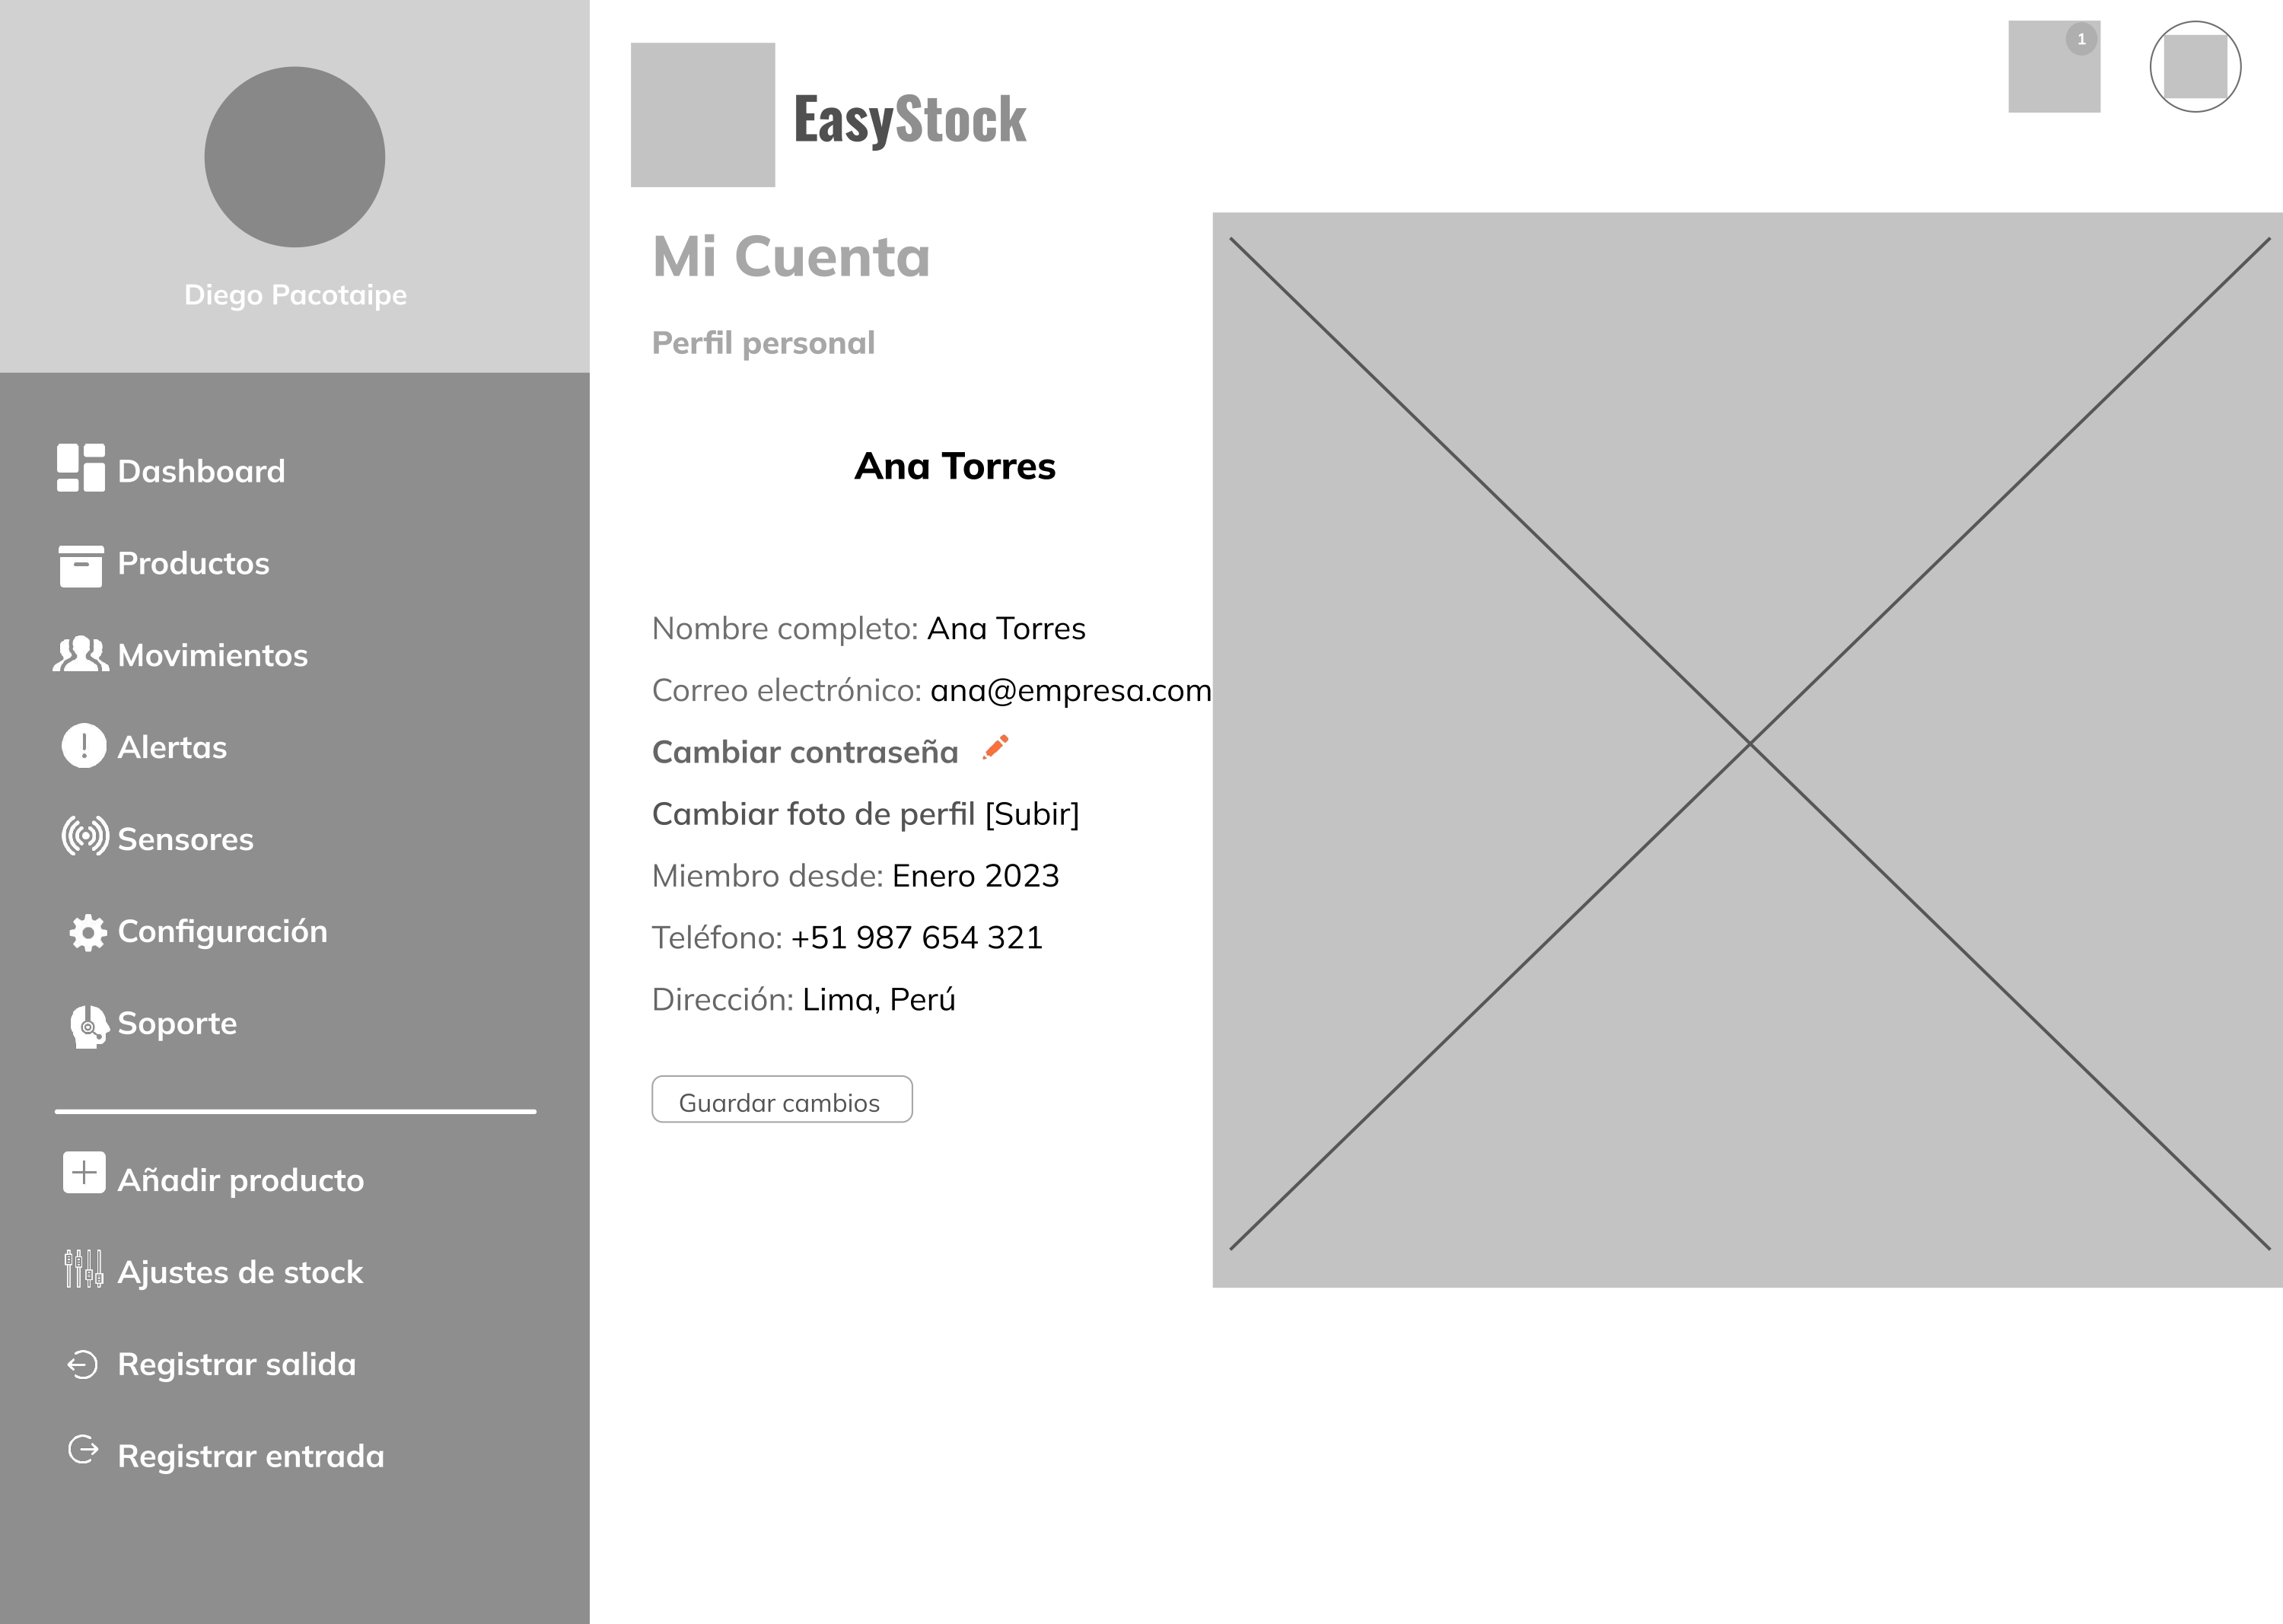 Diego Pacotaipe
Dashboard
Productos
Movimientos
Alertas
Sensores
Configuración
Soporte
Añadir producto
Ajustes de stock
Registrar salida
Registrar entrada
EasyStock
1
Mi Cuenta
Perfil personal
Ana Torres
Nombre completo: Ana Torres
Correo electrónico: ana@empresa.com
Cambiar contraseña
Cambiar foto de perfil [Subir]
Miembro desde: Enero 2023
Teléfono: +51 987 654 321
Dirección: Lima, Perú
Guardar cambios